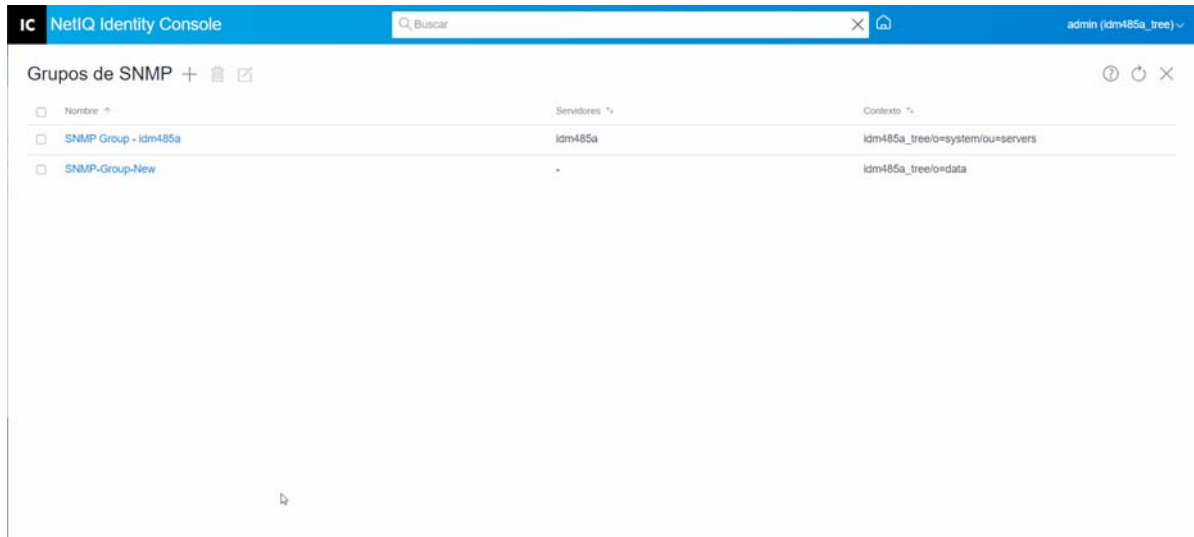 IC NetIQ Identity Console Buscar admin (idm485a_tree)
Grupos de SNMP
Nombre Servidores Contexto
SNMP Group - idm485a idm485a idm485a_tree/o=system/ou=servers
SNMP-Group-New - idm485a_tree/o=data